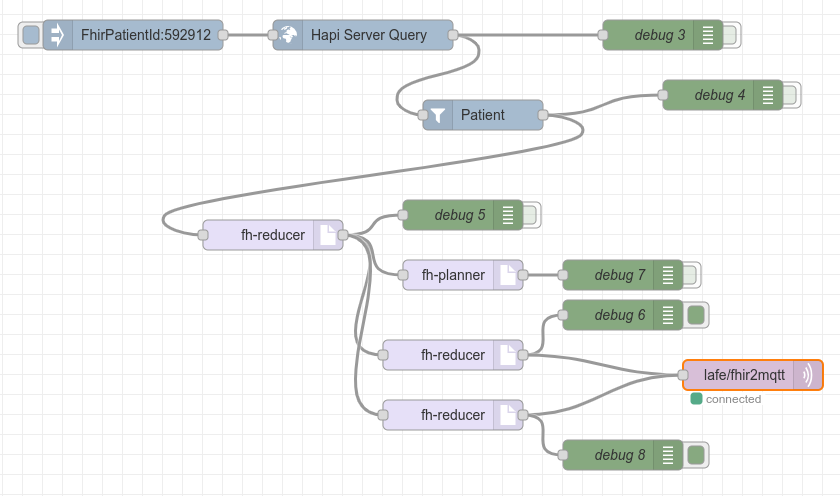 FhirPatientId:592912
Hapi Server Query
debug 3
debug 4
Patient
debug 5
fh-reducer
fh-planner
debug 7
debug 6
fh-reducer
lafe/fhir2mqtt
connected
fh-reducer
debug 8